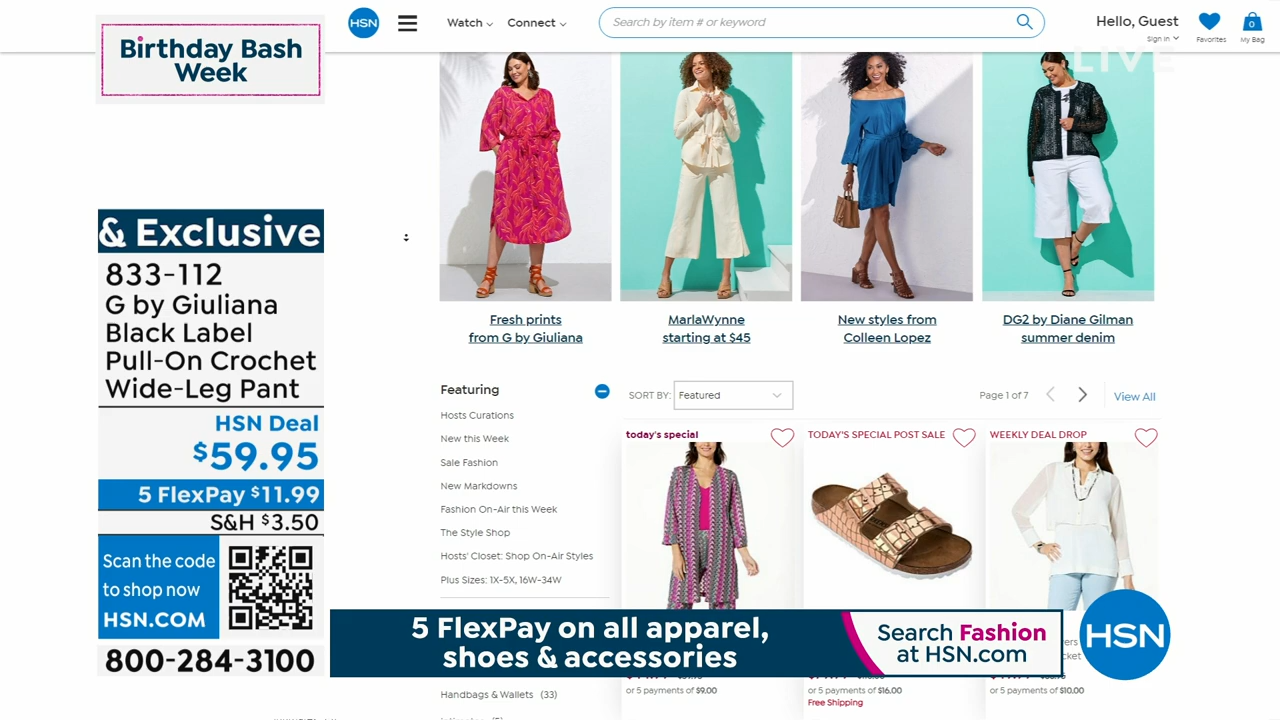 Birthday Bash
Week
HSN
Watch
Connect
Search by item # or keyword
Hello, Guest
Sign In
Favorites
0
My Bag
LIVE
& Exclusive
833-112
G by Giuliana
Black Label
Pull-On Crochet
Wide-Leg Pant
HSN Deal
$59.95
5 FlexPay $11.99
S&H $3.50
Scan the code
to shop now
HSN.COM
800-284-3100
Fresh prints
from G by Giuliana
MarlaWynne
starting at $45
New styles from
Colleen Lopez
DG2 by Diane Gilman
summer denim
Featuring
Hosts Curations
New this Week
Sale Fashion
New Markdowns
Fashion On-Air this Week
The Style Shop
Hosts' Closet: Shop On-Air Styles
Plus Sizes: 1X-5X, 16W-34W
Handbags & Wallets (33)
SORT BY:
Featured
Page 1 of 7
View All
today's special
TODAY'S SPECIAL POST SALE
WEEKLY DEAL DROP
or 5 payments of $9.00
or 5 payments of $16.00
Free Shipping
or 5 payments of $10.00
5 FlexPay on all apparel,
shoes & accessories
Search Fashion
at HSN.com
HSN